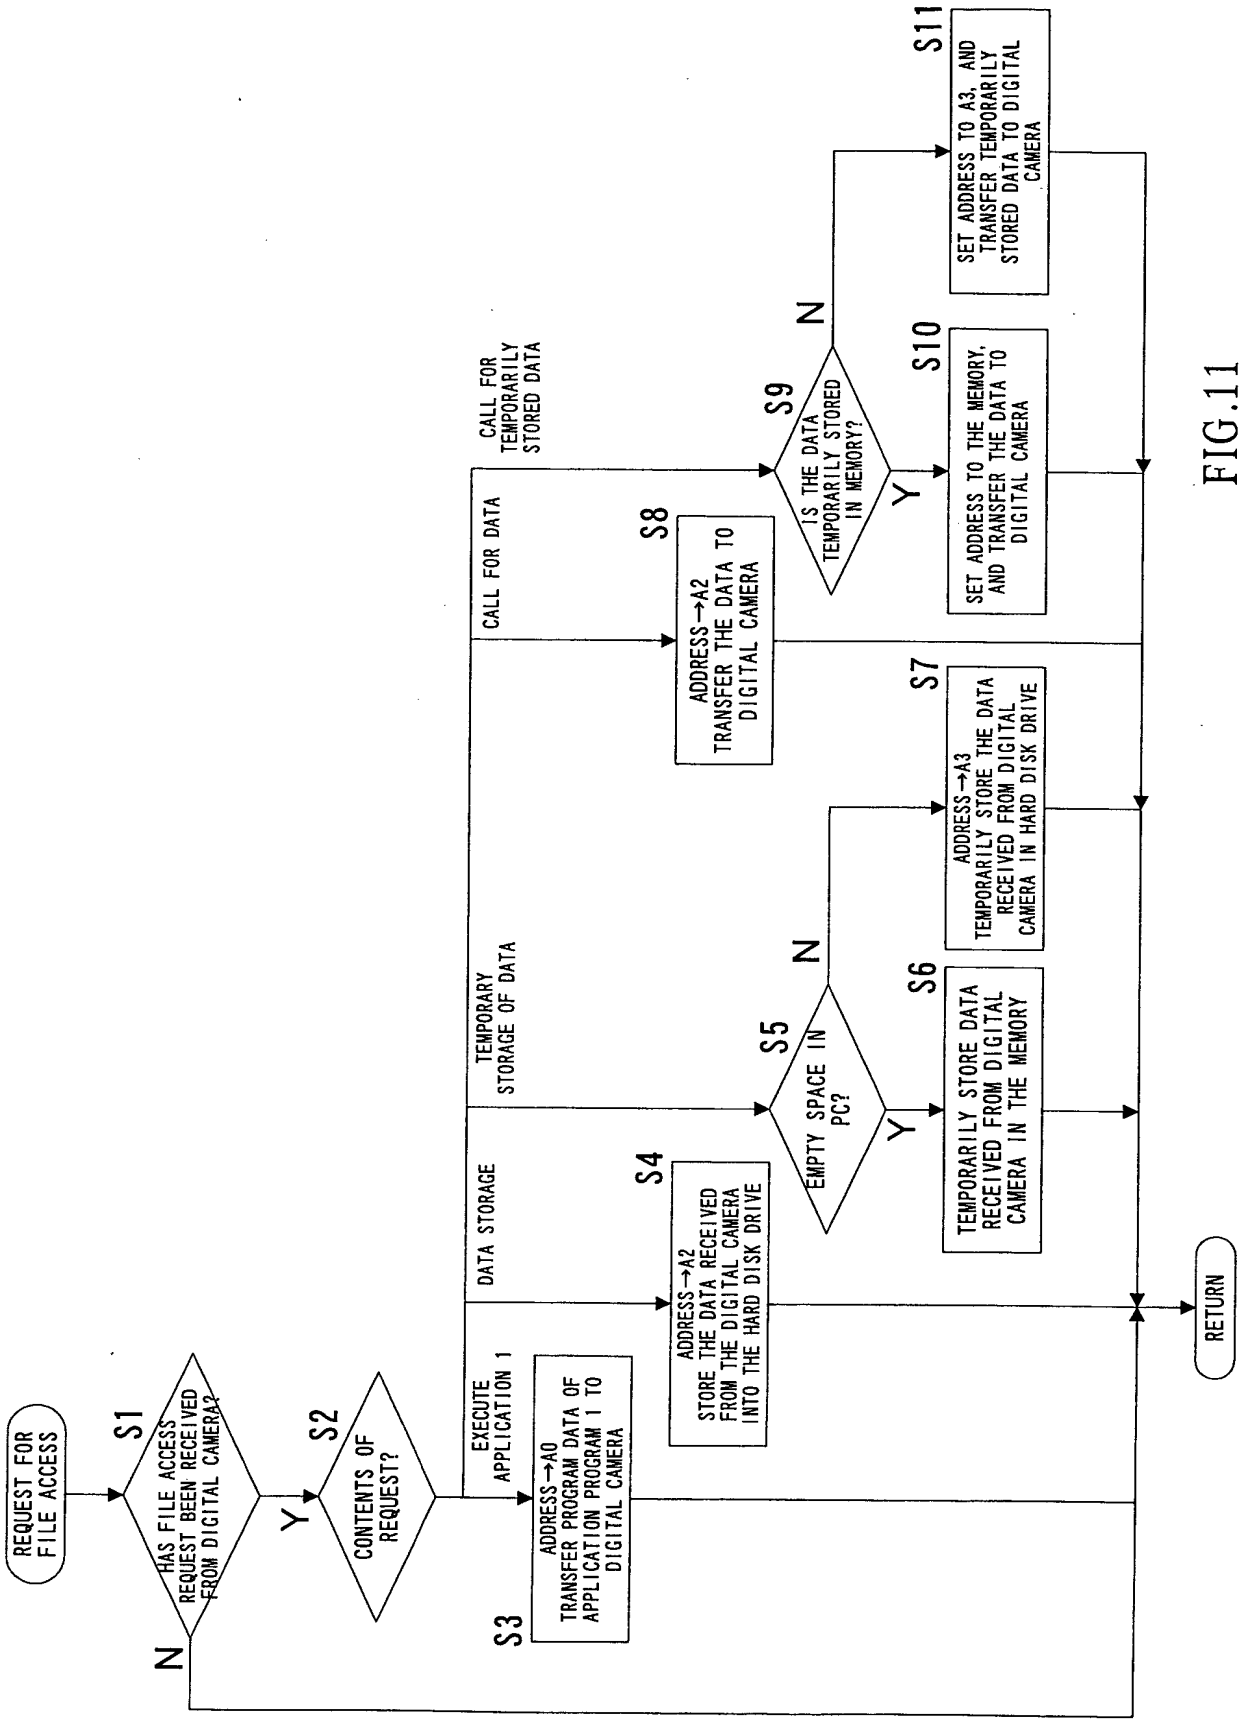 REQUEST FOR
FILE ACCESS
S1
HAS FILE ACCESS
REQUEST BEEN RECEIVED
FROM DIGITAL CAMERA?
N
Y
S2
CONTENTS OF
REQUEST?
EXECUTE
APPLICATION 1
DATA STORAGE
TEMPORARY
STORAGE OF DATA
CALL FOR DATA
CALL FOR
TEMPORARILY
STORED DATA
S3
ADDRESS→A0
TRANSFER PROGRAM DATA OF
APPLICATION PROGRAM 1 TO
DIGITAL CAMERA
S4
ADDRESS→A2
STORE THE DATA RECEIVED
FROM THE DIGITAL CAMERA
INTO THE HARD DISK DRIVE
S5
EMPTY SPACE IN
PC?
Y
N
S6
TEMPORARILY STORE DATA
RECEIVED FROM DIGITAL
CAMERA IN THE MEMORY
S7
ADDRESS→A3
TEMPORARILY STORE THE DATA
RECEIVED FROM DIGITAL
CAMERA IN HARD DISK DRIVE
S8
ADDRESS→A2
TRANSFER THE DATA TO
DIGITAL CAMERA
S9
IS THE DATA
TEMPORARILY STORED
IN MEMORY?
Y
N
S10
SET ADDRESS TO THE MEMORY,
AND TRANSFER THE DATA TO
DIGITAL CAMERA
S11
SET ADDRESS TO A3, AND
TRANSFER TEMPORARILY
STORED DATA TO DIGITAL
CAMERA
RETURN
FIG.11